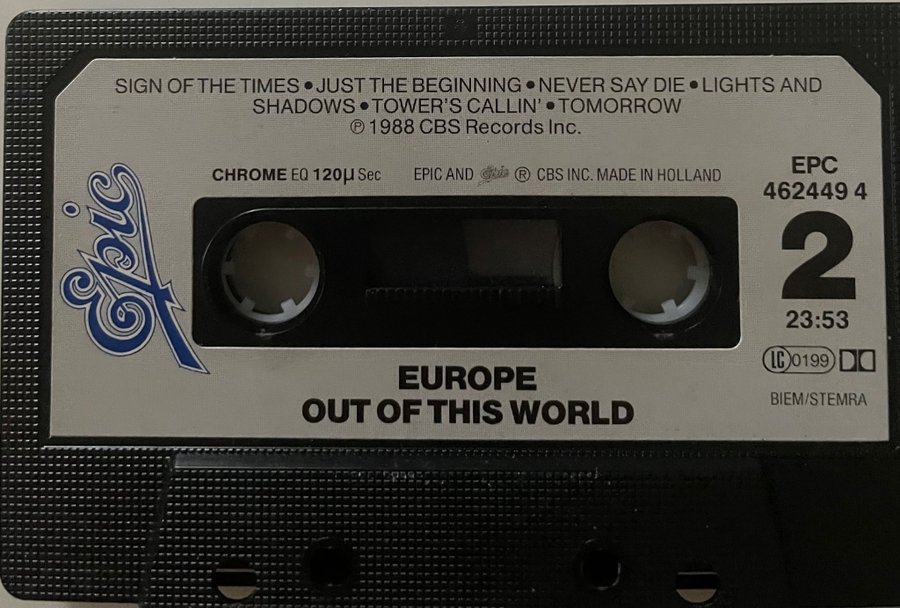 SIGN OF THE TIMES • JUST THE BEGINNING • NEVER SAY DIE • LIGHTS AND
SHADOWS • TOWER'S CALLIN' • TOMORROW
℗ 1988 CBS Records Inc.
CHROME EQ 120µ Sec EPIC AND Epic ® CBS INC. MADE IN HOLLAND
EPC
462449 4
Epic
2
23:53
LC 0199
EUROPE
OUT OF THIS WORLD
BIEM/STEMRA